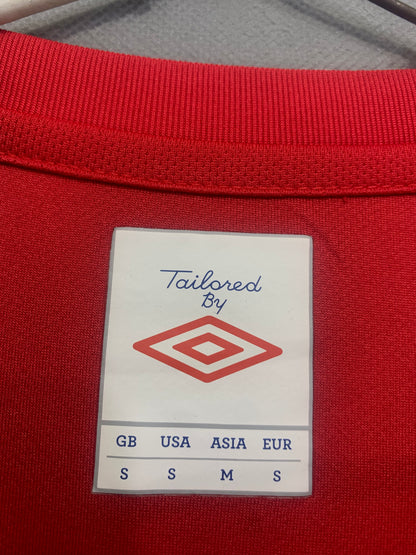 Tailored
By
GB USA ASIA EUR
S S M S